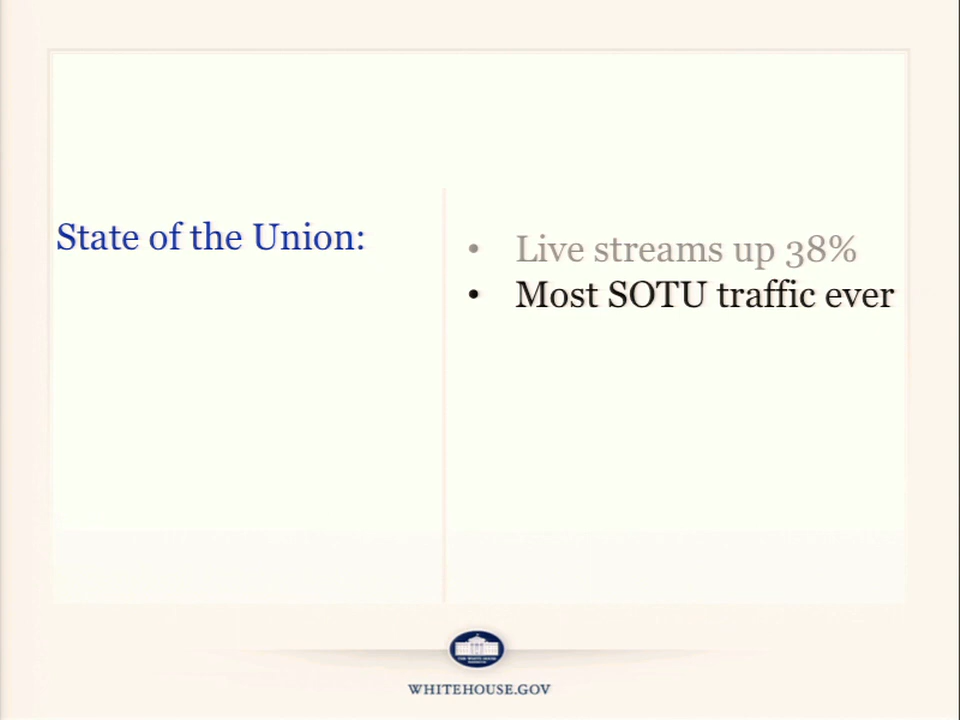 State of the Union:
• Live streams up 38%
• Most SOTU traffic ever
WHITEHOUSE.GOV